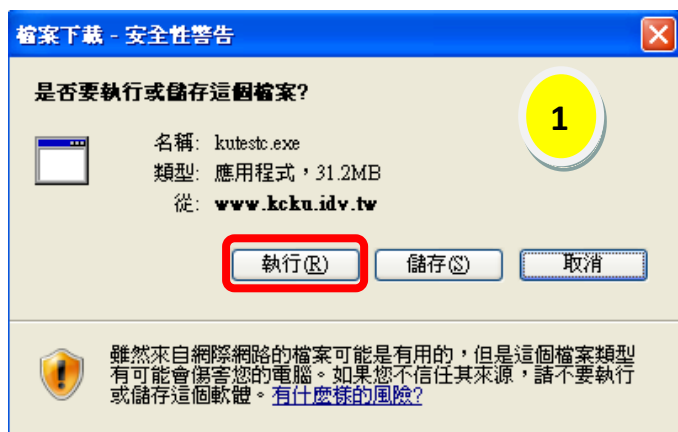 檔案下載 - 安全性警告
是否要執行或儲存這個檔案?
1
名稱: kutestc.exe
類型: 應用程式，31.2MB
從: www.kcku.idv.tw
執行(R) 儲存(S) 取消
雖然來自網際網路的檔案可能是有用的，但是這個檔案類型
有可能會傷害您的電腦。如果您不信任其來源，請不要執行
或儲存這個軟體。有什麼樣的風險?